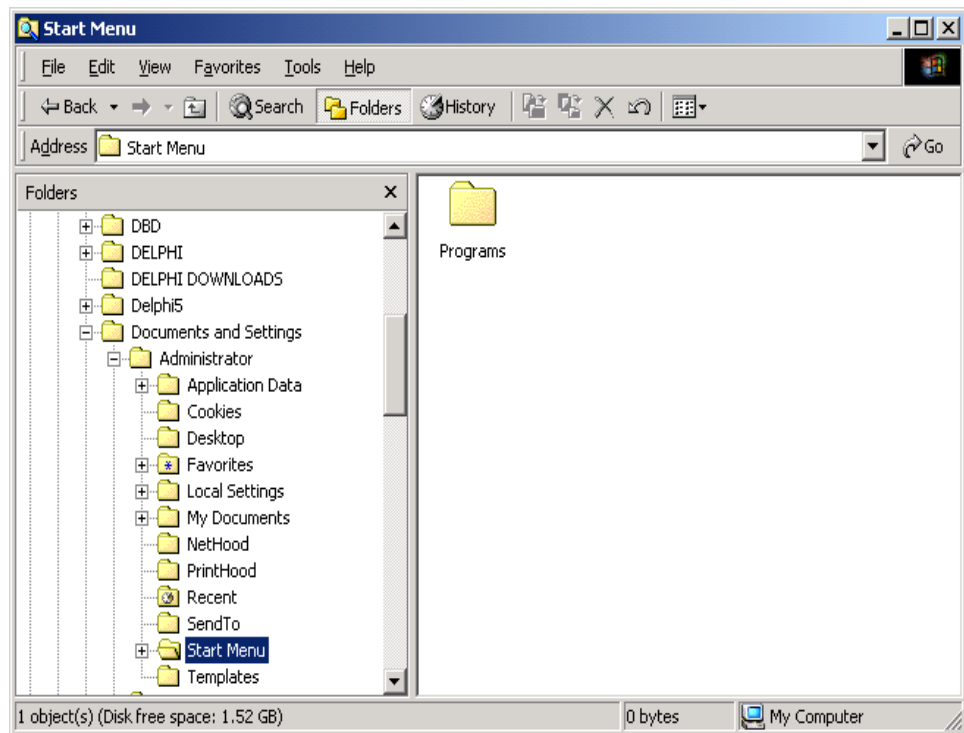 Start Menu
File Edit View Favorites Tools Help
Back Search Folders History
Address Start Menu Go
Folders
DBD
DELPHI
DELPHI DOWNLOADS
Delphi5
Documents and Settings
Administrator
Application Data
Cookies
Desktop
Favorites
Local Settings
My Documents
NetHood
PrintHood
Recent
SendTo
Start Menu
Templates
Programs
1 object(s) (Disk free space: 1.52 GB) 0 bytes My Computer